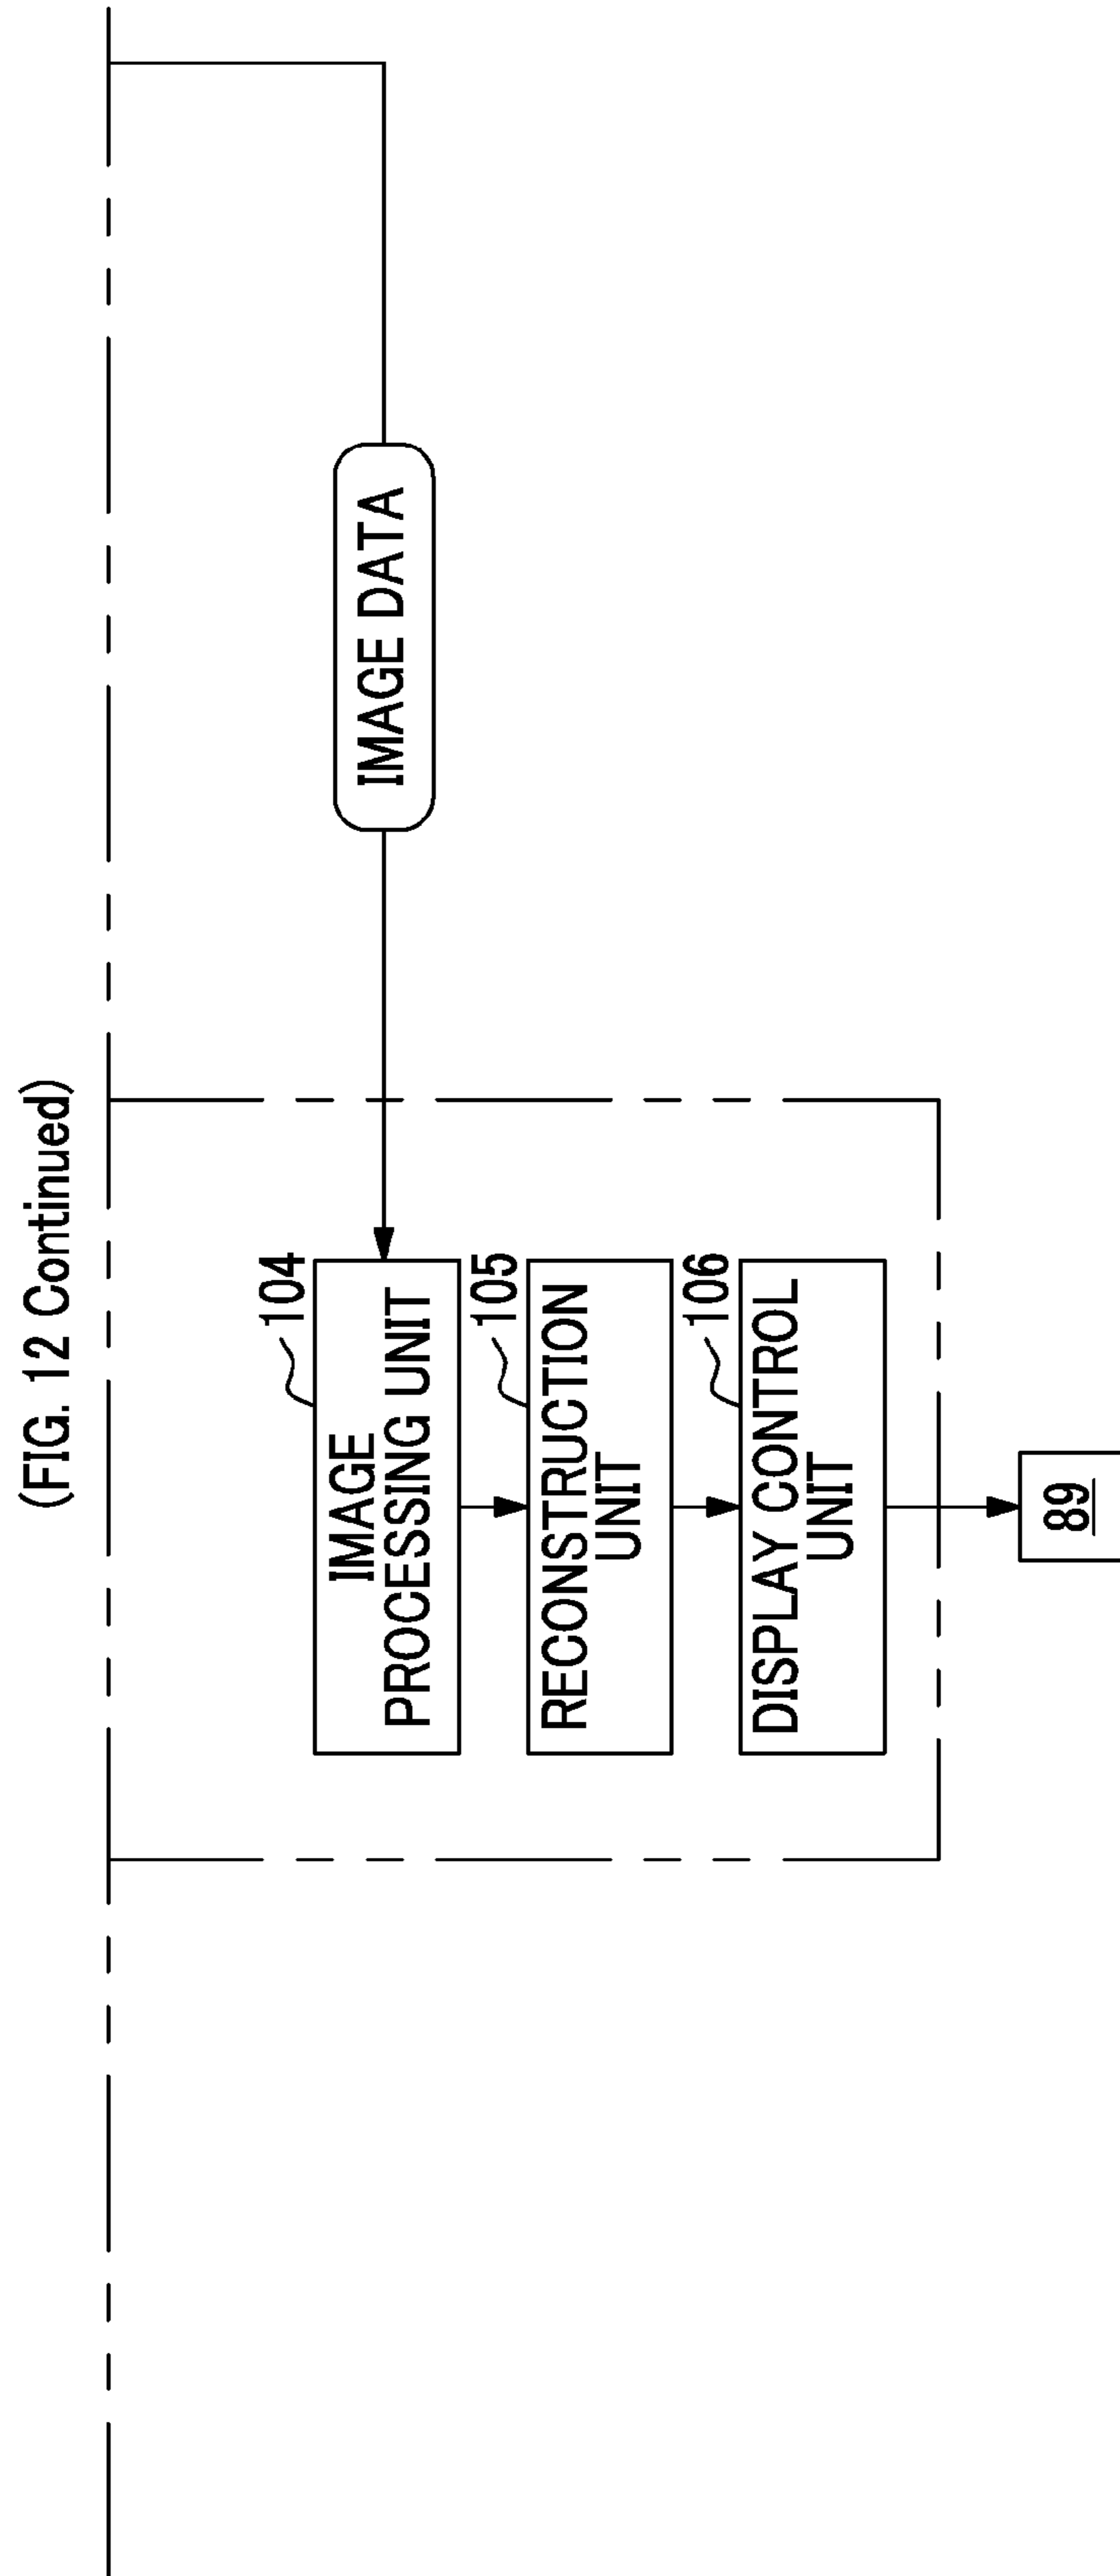 (FIG. 12 Continued)
104
IMAGE
PROCESSING UNIT
IMAGE DATA
105
RECONSTRUCTION
UNIT
106
DISPLAY CONTROL
UNIT
89